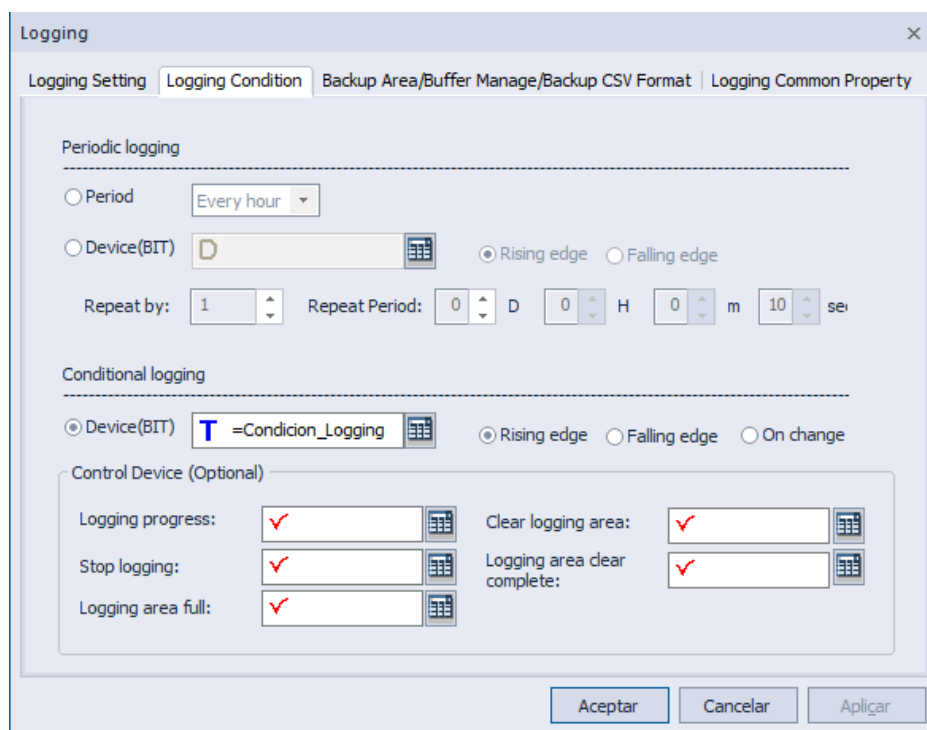 Logging
Logging Setting Logging Condition Backup Area/Buffer Manage/Backup CSV Format Logging Common Property
Periodic logging
Period Every hour
Device(BIT) D Rising edge Falling edge
Repeat by: 1 Repeat Period: 0 D 0 H 0 m 10 sec
Conditional logging
Device(BIT) T =Condicion_Logging Rising edge Falling edge On change
Control Device (Optional)
Logging progress: Clear logging area:
Stop logging: Logging area clear
complete:
Logging area full:
Aceptar Cancelar Aplicar